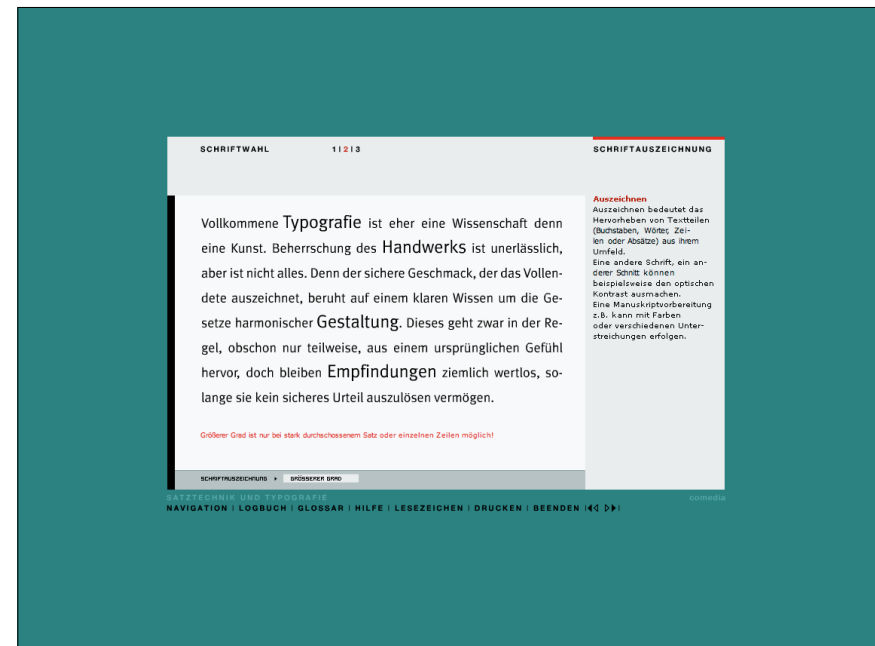 SCHRIFTWAHL 1 | 2 | 3 SCHRIFTAUSZEICHNUNG
Vollkommene Typografie ist eher eine Wissenschaft denn
eine Kunst. Beherrschung des Handwerks ist unerlässlich,
aber ist nicht alles. Denn der sichere Geschmack, der das Vollen-
dete auszeichnet, beruht auf einem klaren Wissen um die Ge-
setze harmonischer Gestaltung. Dieses geht zwar in der Re-
gel, obschon nur teilweise, aus einem ursprünglichen Gefühl
hervor, doch bleiben Empfindungen ziemlich wertlos, so-
lange sie kein sicheres Urteil auszulösen vermögen.
Größerer Grad ist nur bei stark durchschossenem Satz oder einzelnen Zeilen möglich!
SCHRIFTAUSZEICHNUNG GRÖSSERER GRAD
Auszeichnen
Auszeichnen bedeutet das
Hervorheben von Textteilen
(Buchstaben, Wörter, Zei-
len oder Absätze) aus ihrem
Umfeld.
Eine andere Schrift, ein an-
derer Schnitt können
beispielsweise den optischen
Kontrast ausmachen.
Eine Manuskriptvorbereitung
z.B. kann mit Farben
oder verschiedenen Unter-
streichungen erfolgen.
SATZTECHNIK UND TYPOGRAFIE comedia
NAVIGATION | LOGBUCH | GLOSSAR | HILFE | LESEZEICHEN | DRUCKEN | BEENDEN